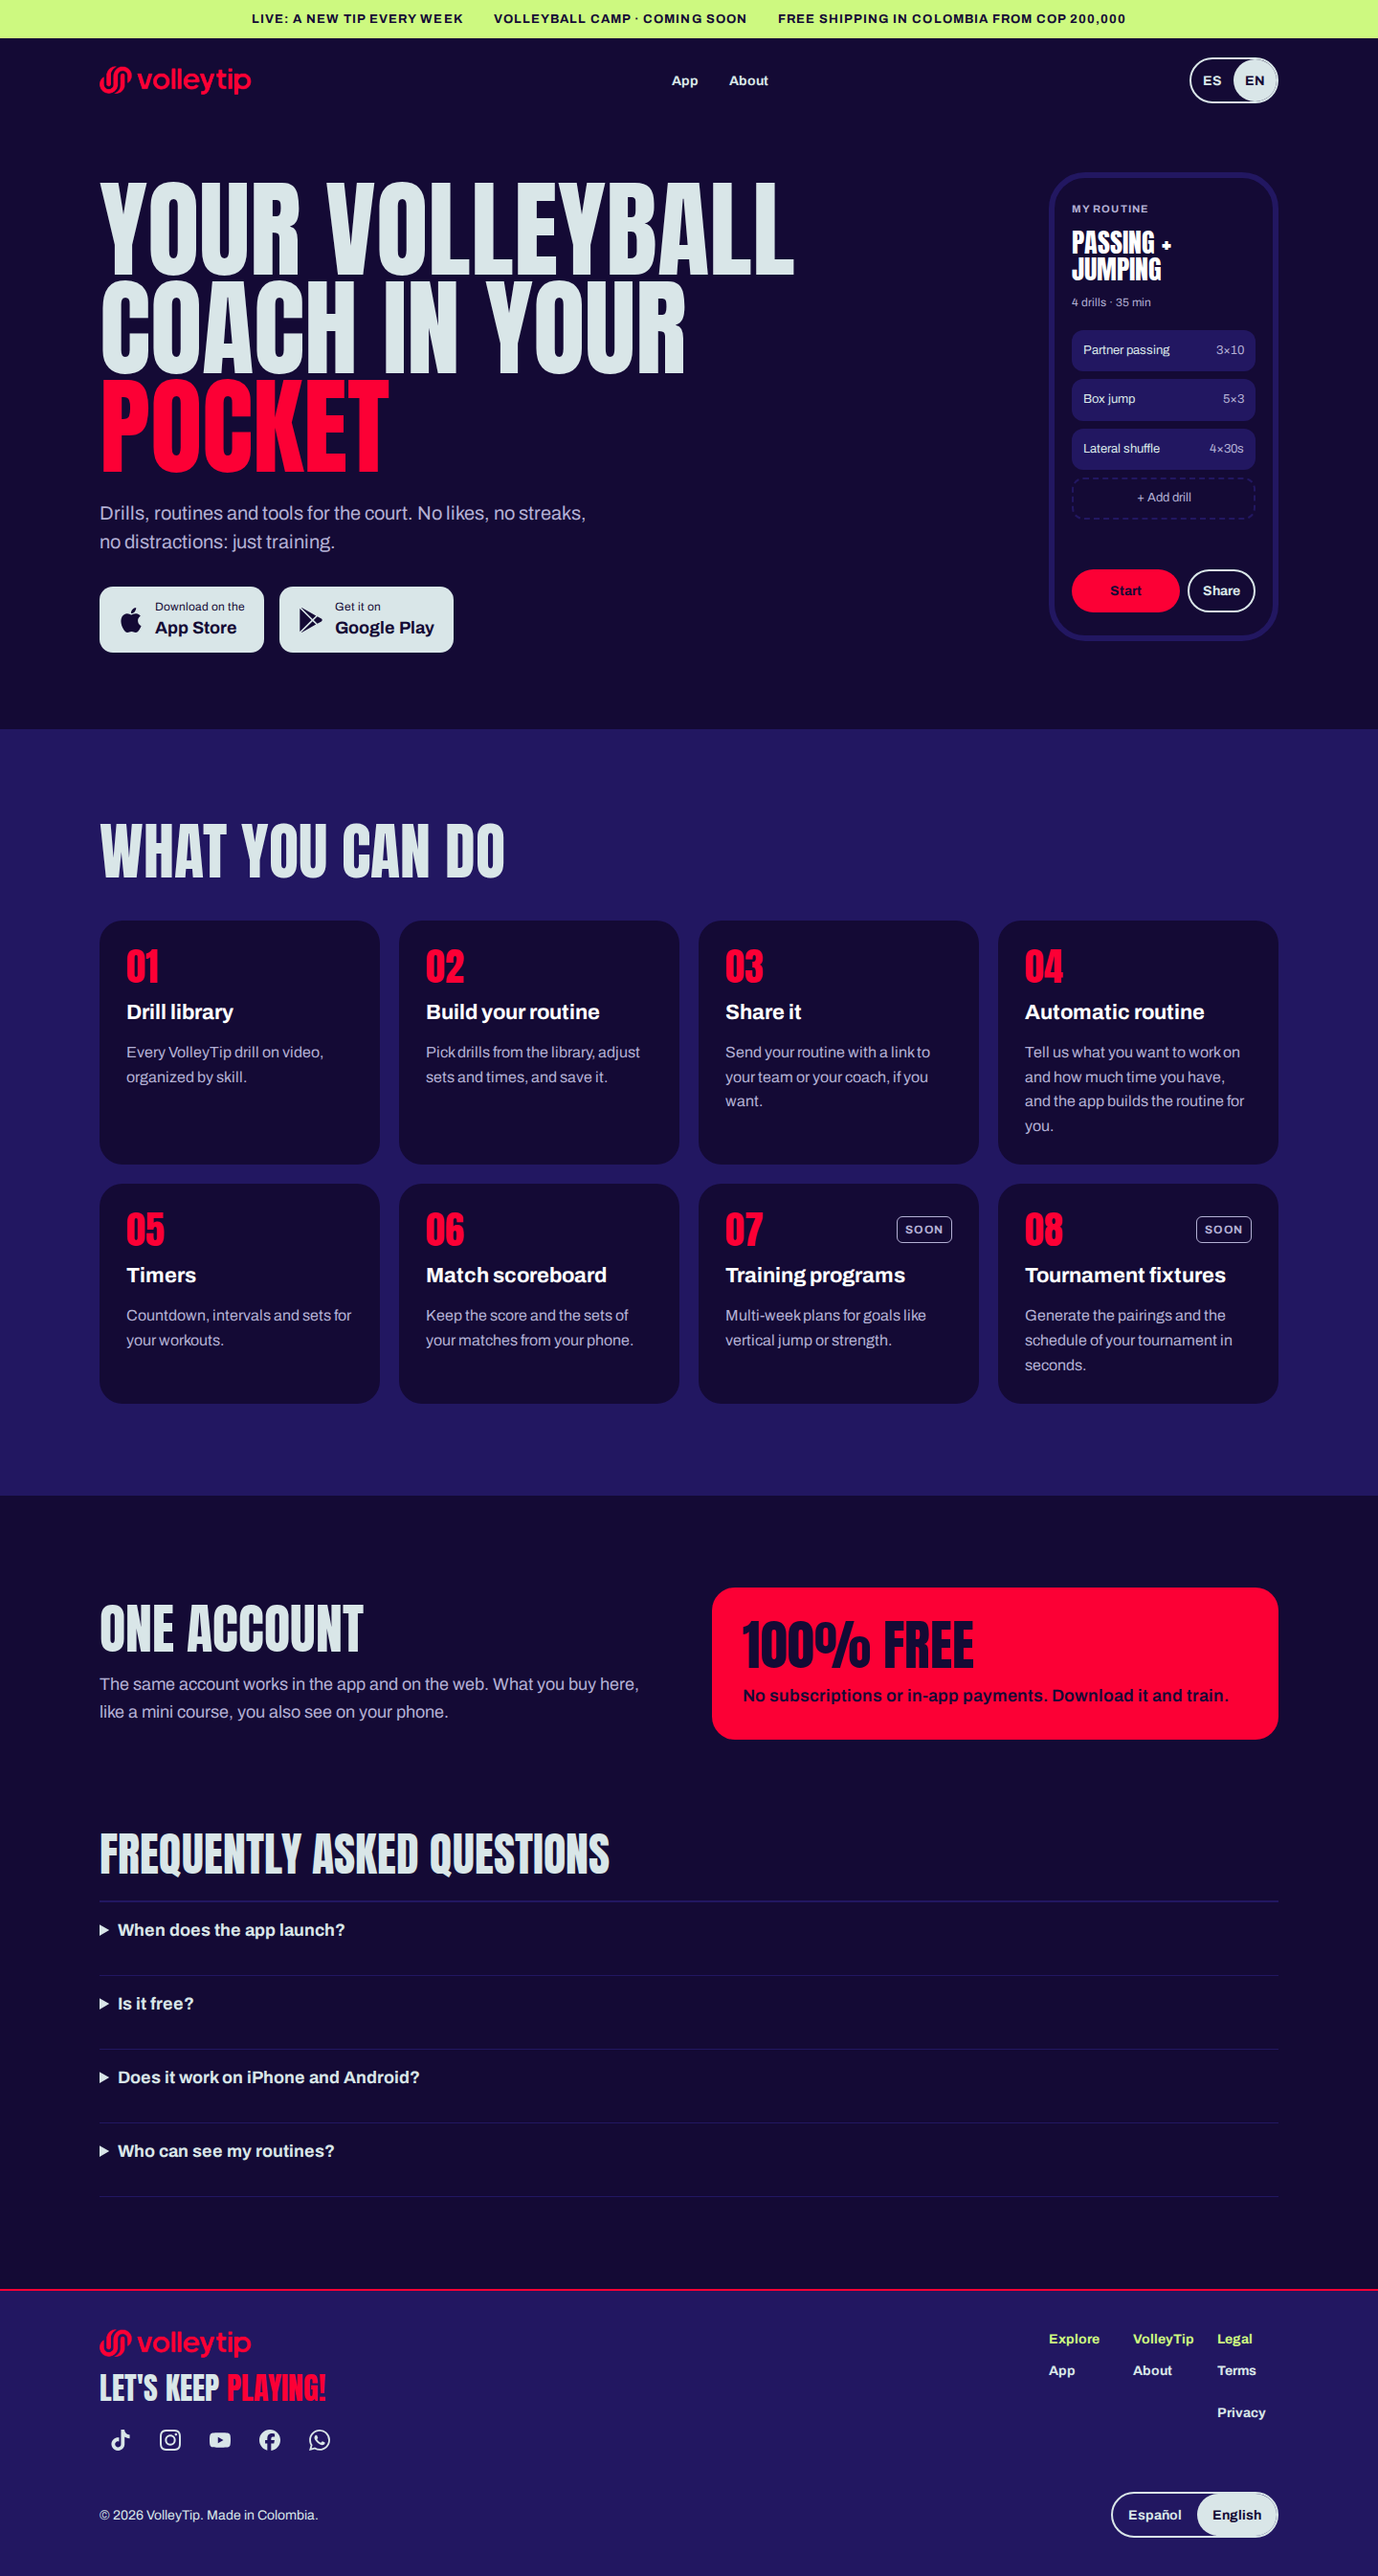 LIVE: A NEW TIP EVERY WEEK
VOLLEYBALL CAMP · COMING SOON
FREE SHIPPING IN COLOMBIA FROM COP 200,000
volleytip
App
About
ES
EN
YOUR VOLLEYBALL
COACH IN YOUR
POCKET
Drills, routines and tools for the court. No likes, no streaks,
no distractions: just training.
Download on the
App Store
Get it on
Google Play
MY ROUTINE
PASSING +
JUMPING
4 drills · 35 min
Partner passing 3×10
Box jump 5×3
Lateral shuffle 4×30s
+ Add drill
Start
Share
WHAT YOU CAN DO
01
Drill library
Every VolleyTip drill on video,
organized by skill.
02
Build your routine
Pick drills from the library, adjust
sets and times, and save it.
03
Share it
Send your routine with a link to
your team or your coach, if you
want.
04
Automatic routine
Tell us what you want to work on
and how much time you have,
and the app builds the routine for
you.
05
Timers
Countdown, intervals and sets for
your workouts.
06
Match scoreboard
Keep the score and the sets of
your matches from your phone.
07
SOON
Training programs
Multi-week plans for goals like
vertical jump or strength.
08
SOON
Tournament fixtures
Generate the pairings and the
schedule of your tournament in
seconds.
ONE ACCOUNT
The same account works in the app and on the web. What you buy here,
like a mini course, you also see on your phone.
100% FREE
No subscriptions or in-app payments. Download it and train.
FREQUENTLY ASKED QUESTIONS
When does the app launch?
Is it free?
Does it work on iPhone and Android?
Who can see my routines?
volleytip
LET'S KEEP PLAYING!
Explore
App
VolleyTip
About
Legal
Terms
Privacy
© 2026 VolleyTip. Made in Colombia.
Español
English